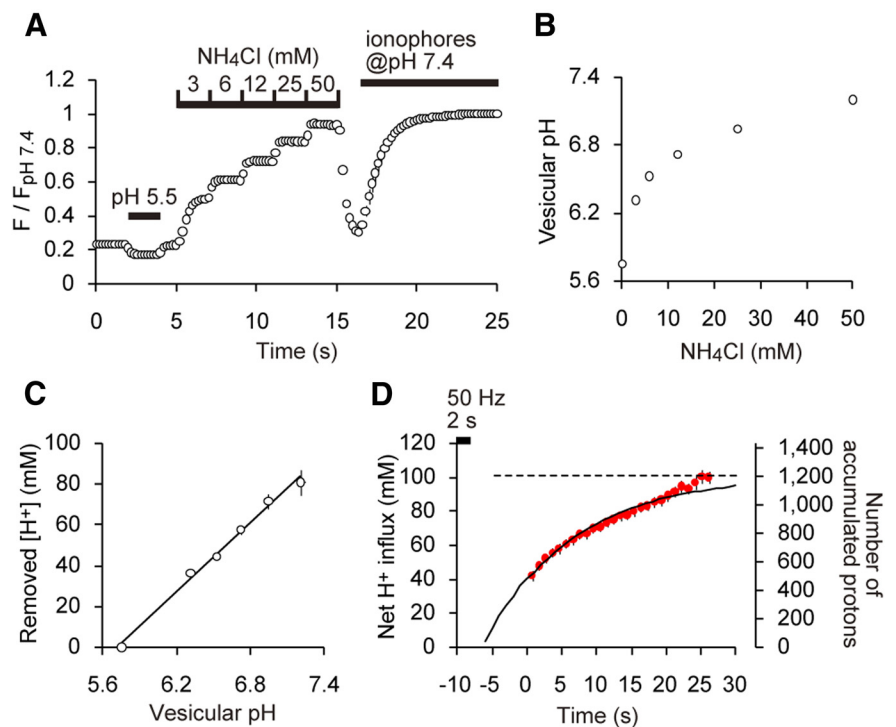 A
NH4Cl (mM)
3 6 12 25 50
ionophores
@pH 7.4
pH 5.5
F / FpH 7.4
1.2
1
0.8
0.6
0.4
0.2
0
0 5 10 15 20 25
Time (s)
B
Vesicular pH
7.4
6.8
6.2
5.6
0 10 20 30 40 50
NH4Cl (mM)
C
Removed [H+] (mM)
100
80
60
40
20
0
5.6 6.2 6.8 7.4
Vesicular pH
D
50 Hz
2 s
Net H+ influx (mM)
120
100
80
60
40
20
0
-10 -5 0 5 10 15 20 25 30
Time (s)
1,400
1,200
1,000
800
600
400
200
0
Number of
accumulated protons